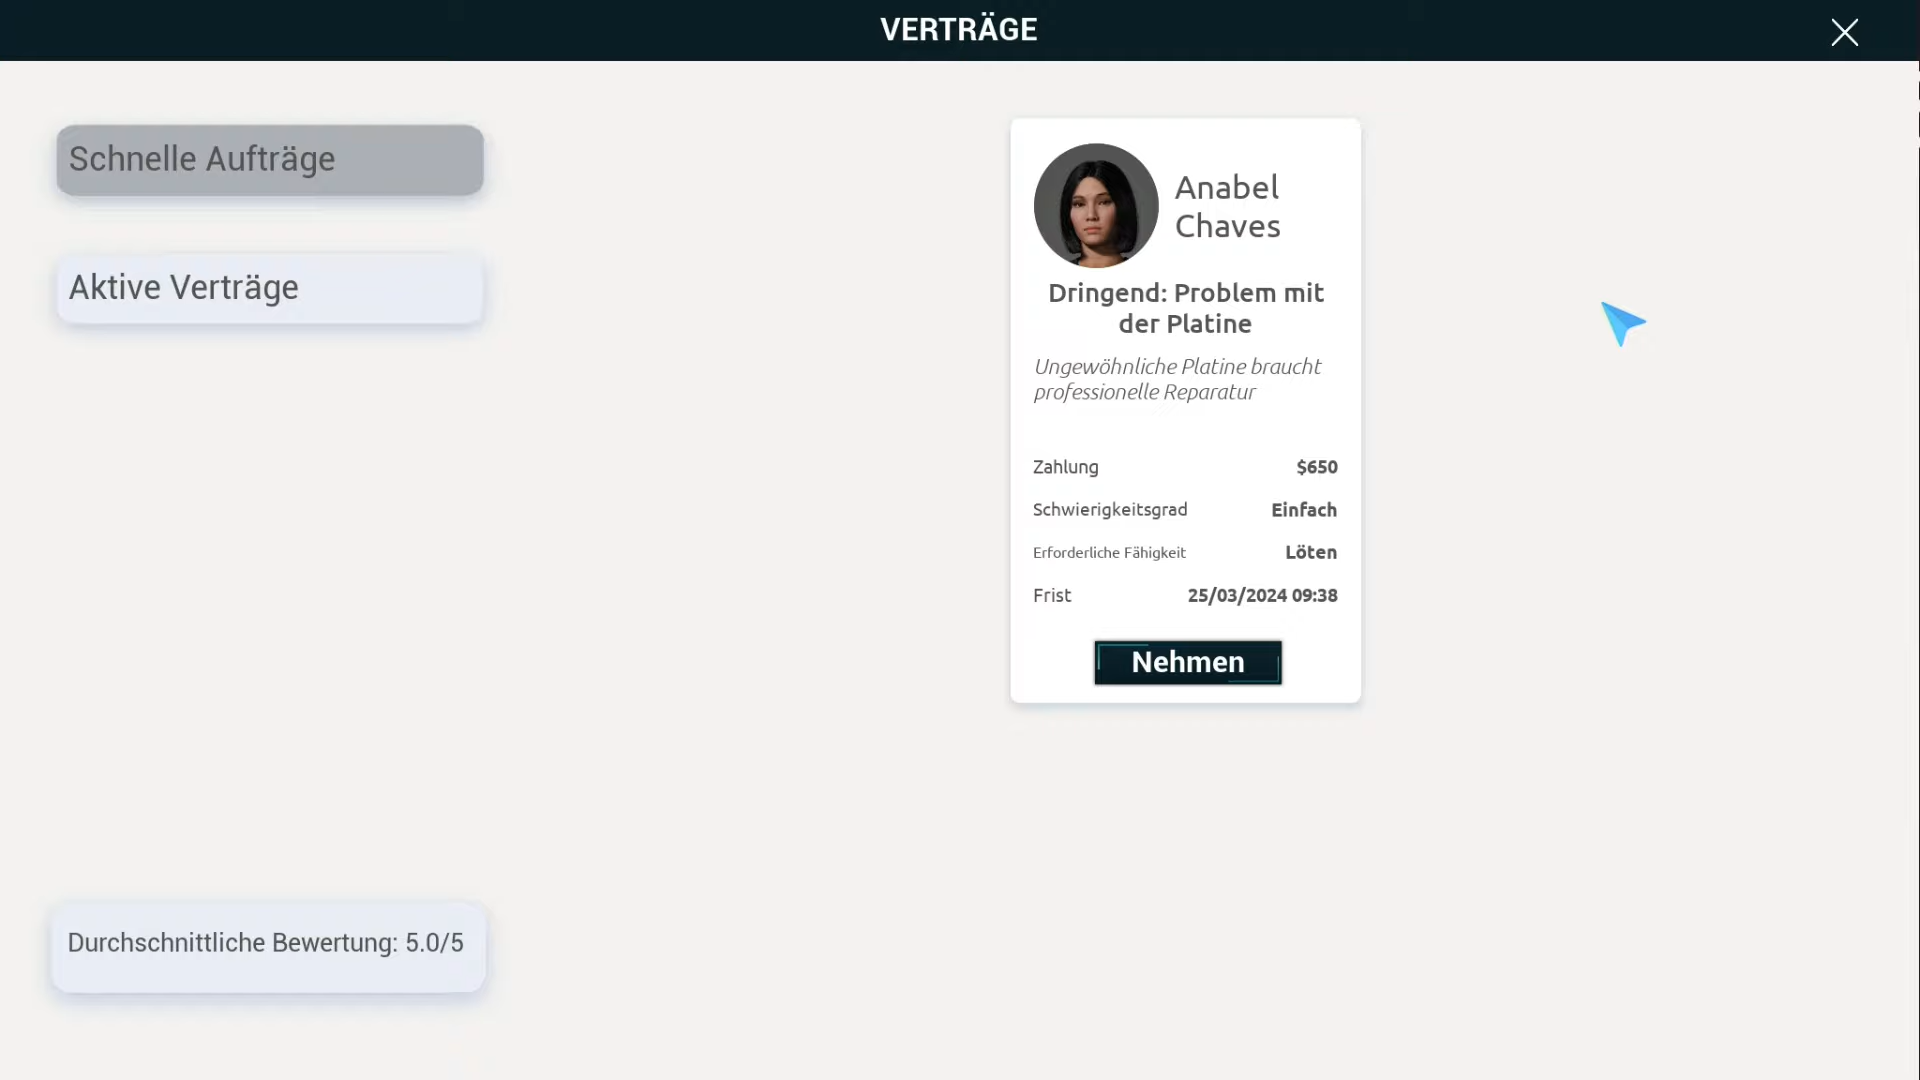 VERTRÄGE
Schnelle Aufträge
Aktive Verträge
Durchschnittliche Bewertung: 5.0/5
Anabel
Chaves
Dringend: Problem mit
der Platine
Ungewöhnliche Platine braucht
professionelle Reparatur
Zahlung $650
Schwierigkeitsgrad Einfach
Erforderliche Fähigkeit Löten
Frist 25/03/2024 09:38
Nehmen